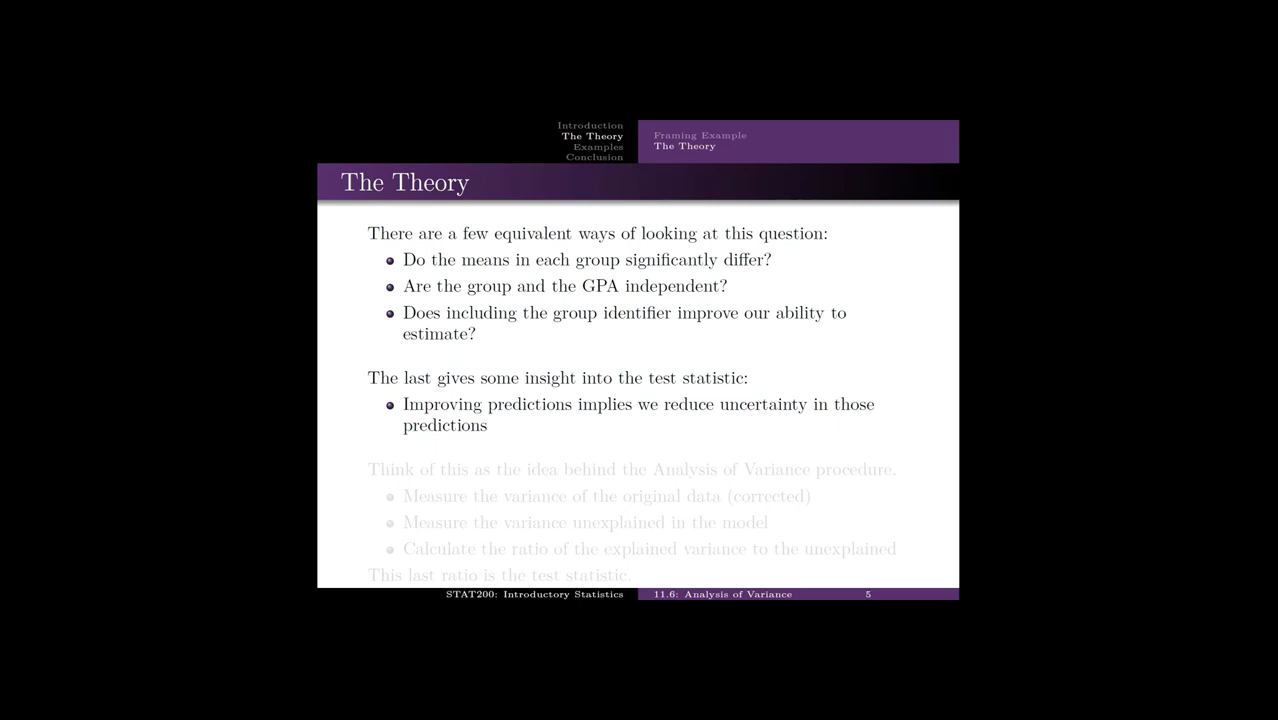 Introduction
The Theory
Examples
Conclusion
Framing Example
The Theory
The Theory
There are a few equivalent ways of looking at this question:
Do the means in each group significantly differ?
Are the group and the GPA independent?
Does including the group identifier improve our ability to
estimate?
The last gives some insight into the test statistic:
Improving predictions implies we reduce uncertainty in those
predictions
Think of this as the idea behind the Analysis of Variance procedure.
Measure the variance of the original data (corrected)
Measure the variance unexplained in the model
Calculate the ratio of the explained variance to the unexplained
This last ratio is the test statistic.
STAT200: Introductory Statistics
11.6: Analysis of Variance
5